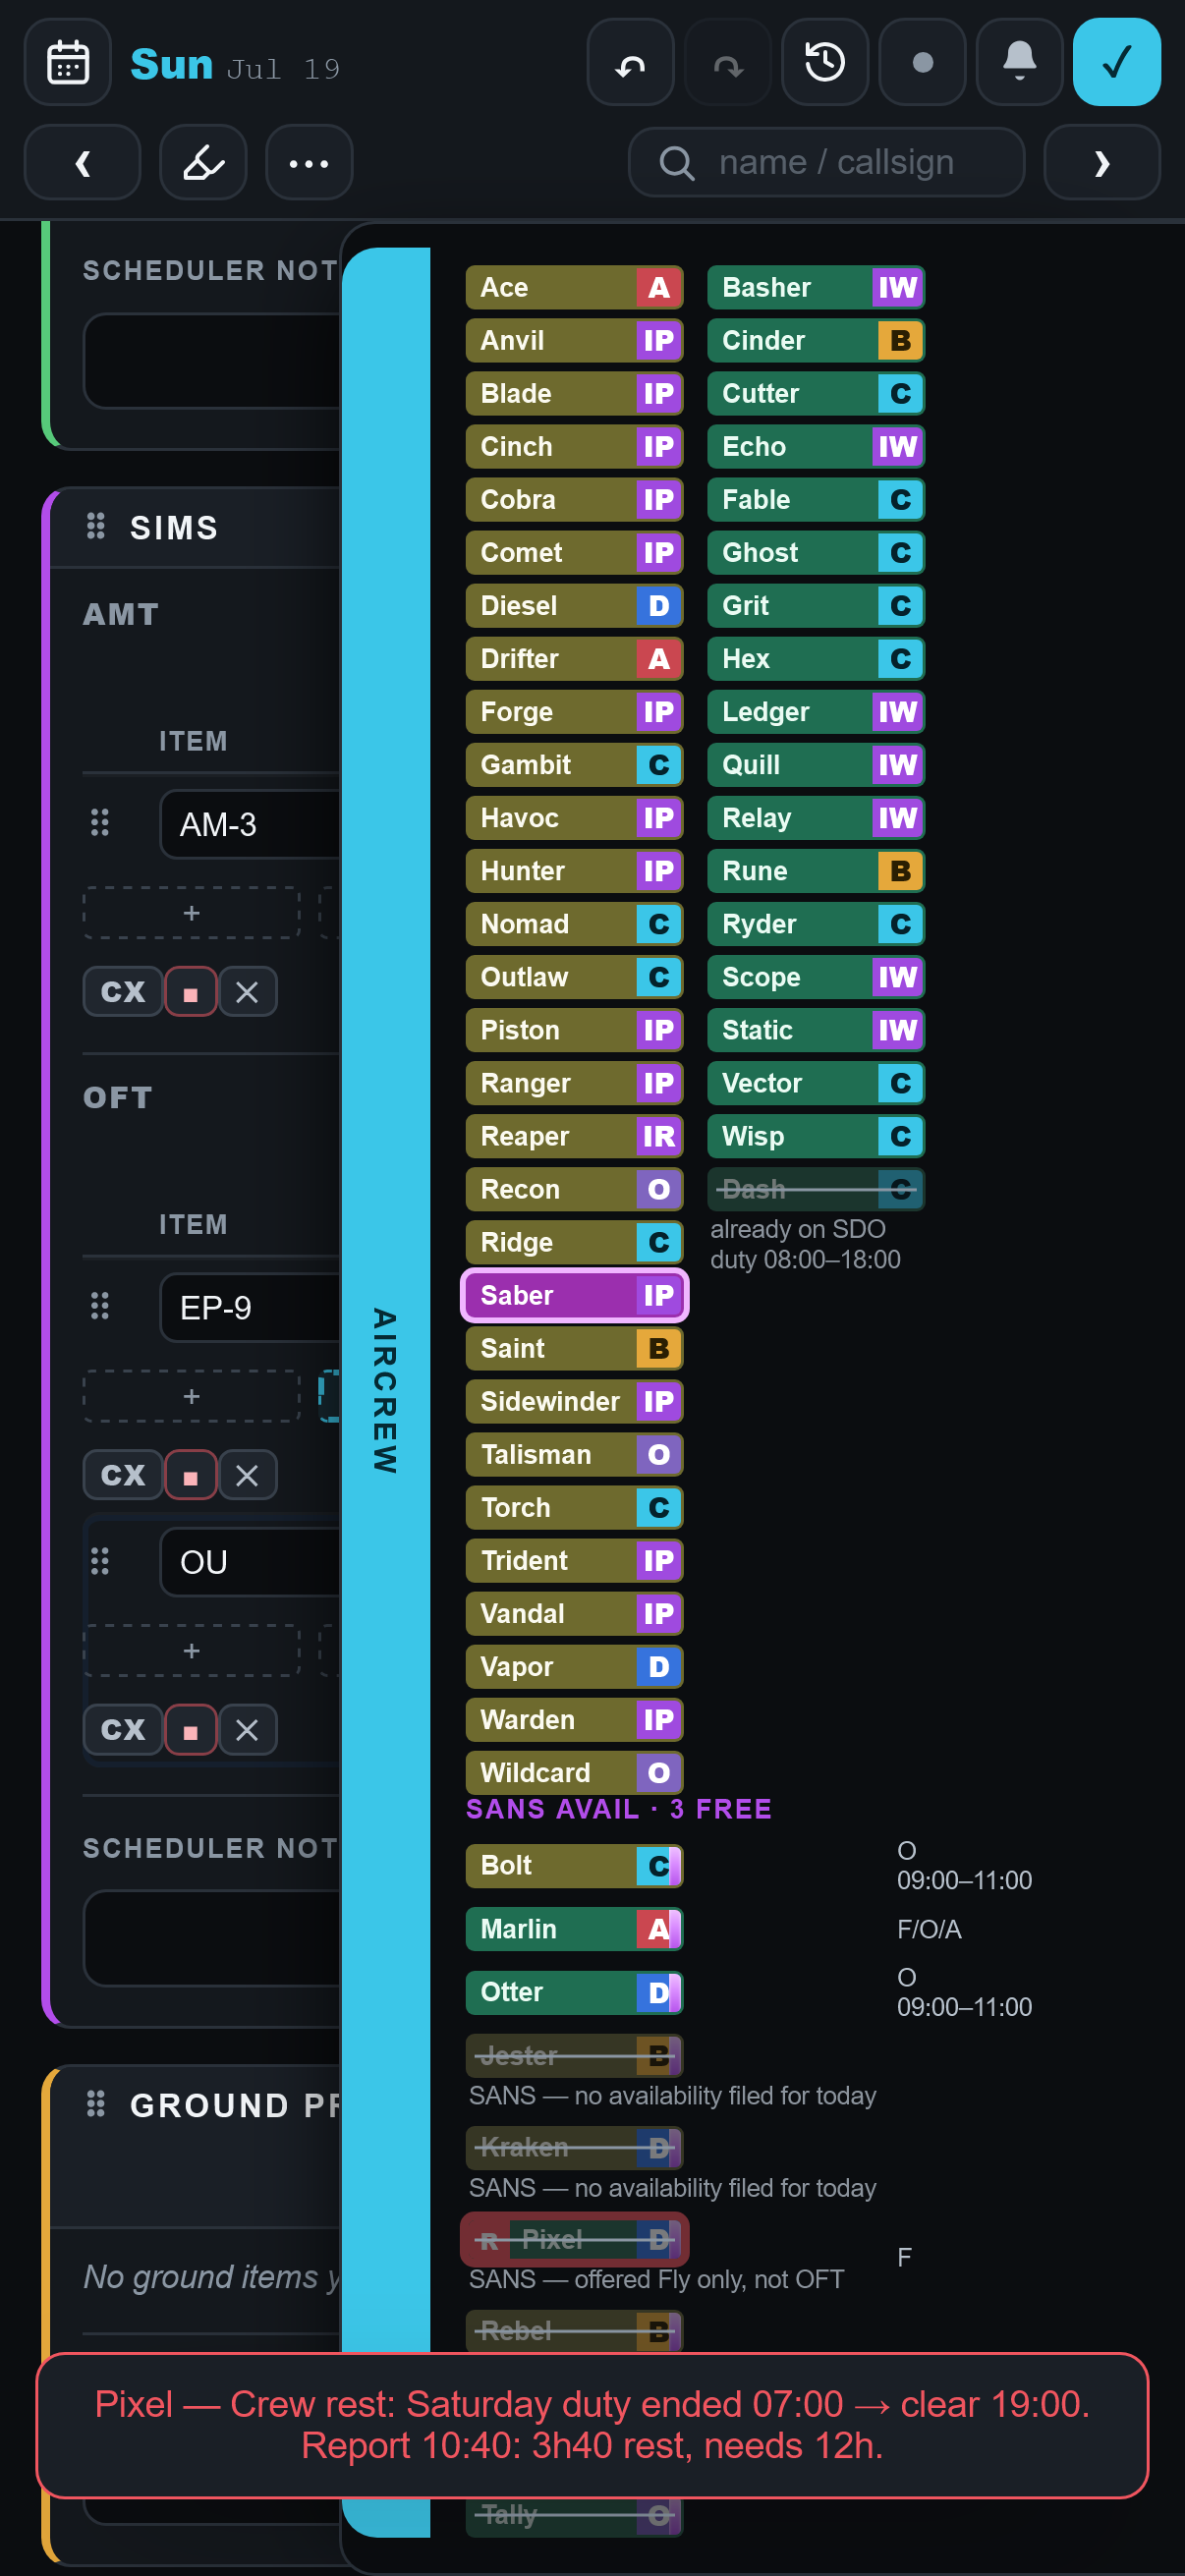 Sun Jul 19
name / callsign
SCHEDULER NOT
SIMS
AMT
ITEM
AM-3
+
CX
OFT
ITEM
EP-9
+
CX
OU
+
CX
SCHEDULER NOT
GROUND PR
No ground items y
AIRCREW
Ace A
Anvil IP
Blade IP
Cinch IP
Cobra IP
Comet IP
Diesel D
Drifter A
Forge IP
Gambit C
Havoc IP
Hunter IP
Nomad C
Outlaw C
Piston IP
Ranger IP
Reaper IR
Recon O
Ridge C
Saber IP
Saint B
Sidewinder IP
Talisman O
Torch C
Trident IP
Vandal IP
Vapor D
Warden IP
Wildcard O
Basher IW
Cinder B
Cutter C
Echo IW
Fable C
Ghost C
Grit C
Hex C
Ledger IW
Quill IW
Relay IW
Rune B
Ryder C
Scope IW
Static IW
Vector C
Wisp C
Dash C
already on SDO
duty 08:00–18:00
SANS AVAIL · 3 FREE
Bolt C
O
09:00–11:00
Marlin A
F/O/A
Otter D
O
09:00–11:00
Jester B
SANS — no availability filed for today
Kraken D
SANS — no availability filed for today
R Pixel D
F
SANS — offered Fly only, not OFT
Rebel B
Pixel — Crew rest: Saturday duty ended 07:00 → clear 19:00.
Report 10:40: 3h40 rest, needs 12h.
Tally O